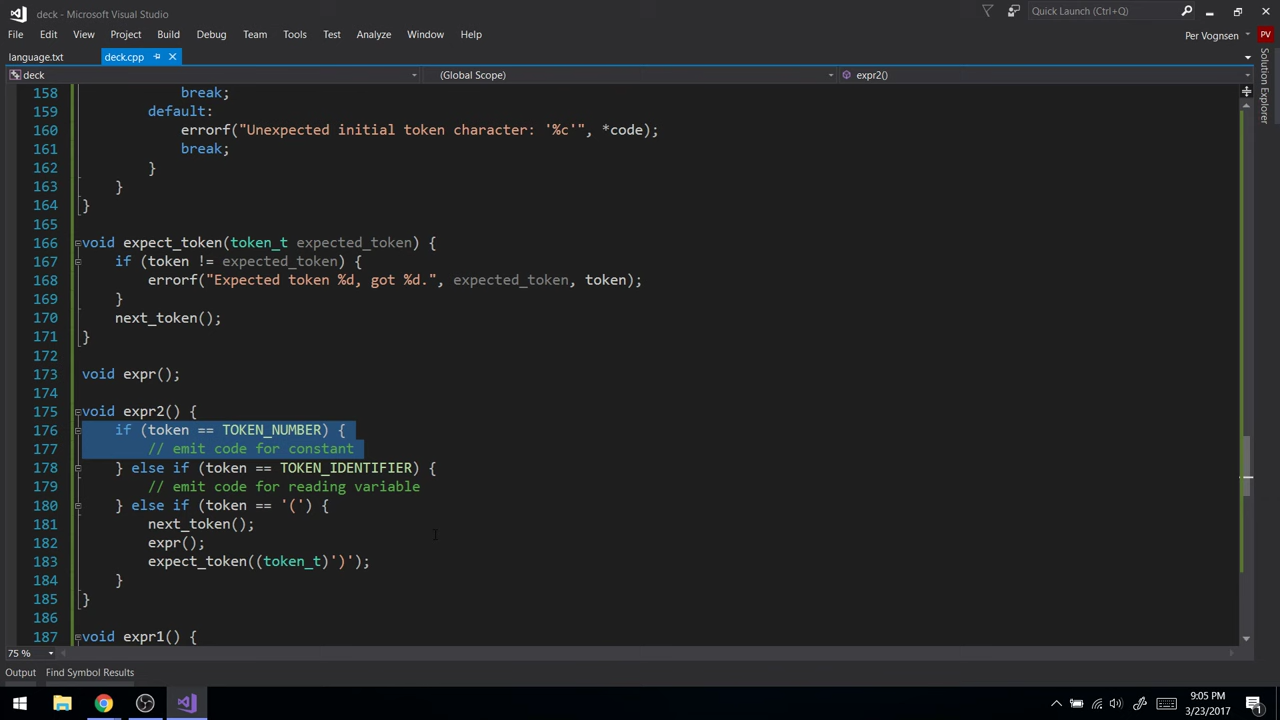 deck - Microsoft Visual Studio
Quick Launch (Ctrl+Q)
File Edit View Project Build Debug Team Tools Test Analyze Window Help
Per Vognsen
PV
language.txt
deck.cpp
deck
(Global Scope)
expr2()
Solution Explorer
158 break;
159 default:
160 errorf("Unexpected initial token character: '%c'", *code);
161 break;
162 }
163 }
164 }
165
166 void expect_token(token_t expected_token) {
167 if (token != expected_token) {
168 errorf("Expected token %d, got %d.", expected_token, token);
169 }
170 next_token();
171 }
172
173 void expr();
174
175 void expr2() {
176 if (token == TOKEN_NUMBER) {
177 // emit code for constant
178 } else if (token == TOKEN_IDENTIFIER) {
179 // emit code for reading variable
180 } else if (token == '(') {
181 next_token();
182 expr();
183 expect_token((token_t)')');
184 }
185 }
186
187 void expr1() {
75 %
Output Find Symbol Results
9:05 PM
3/23/2017
1